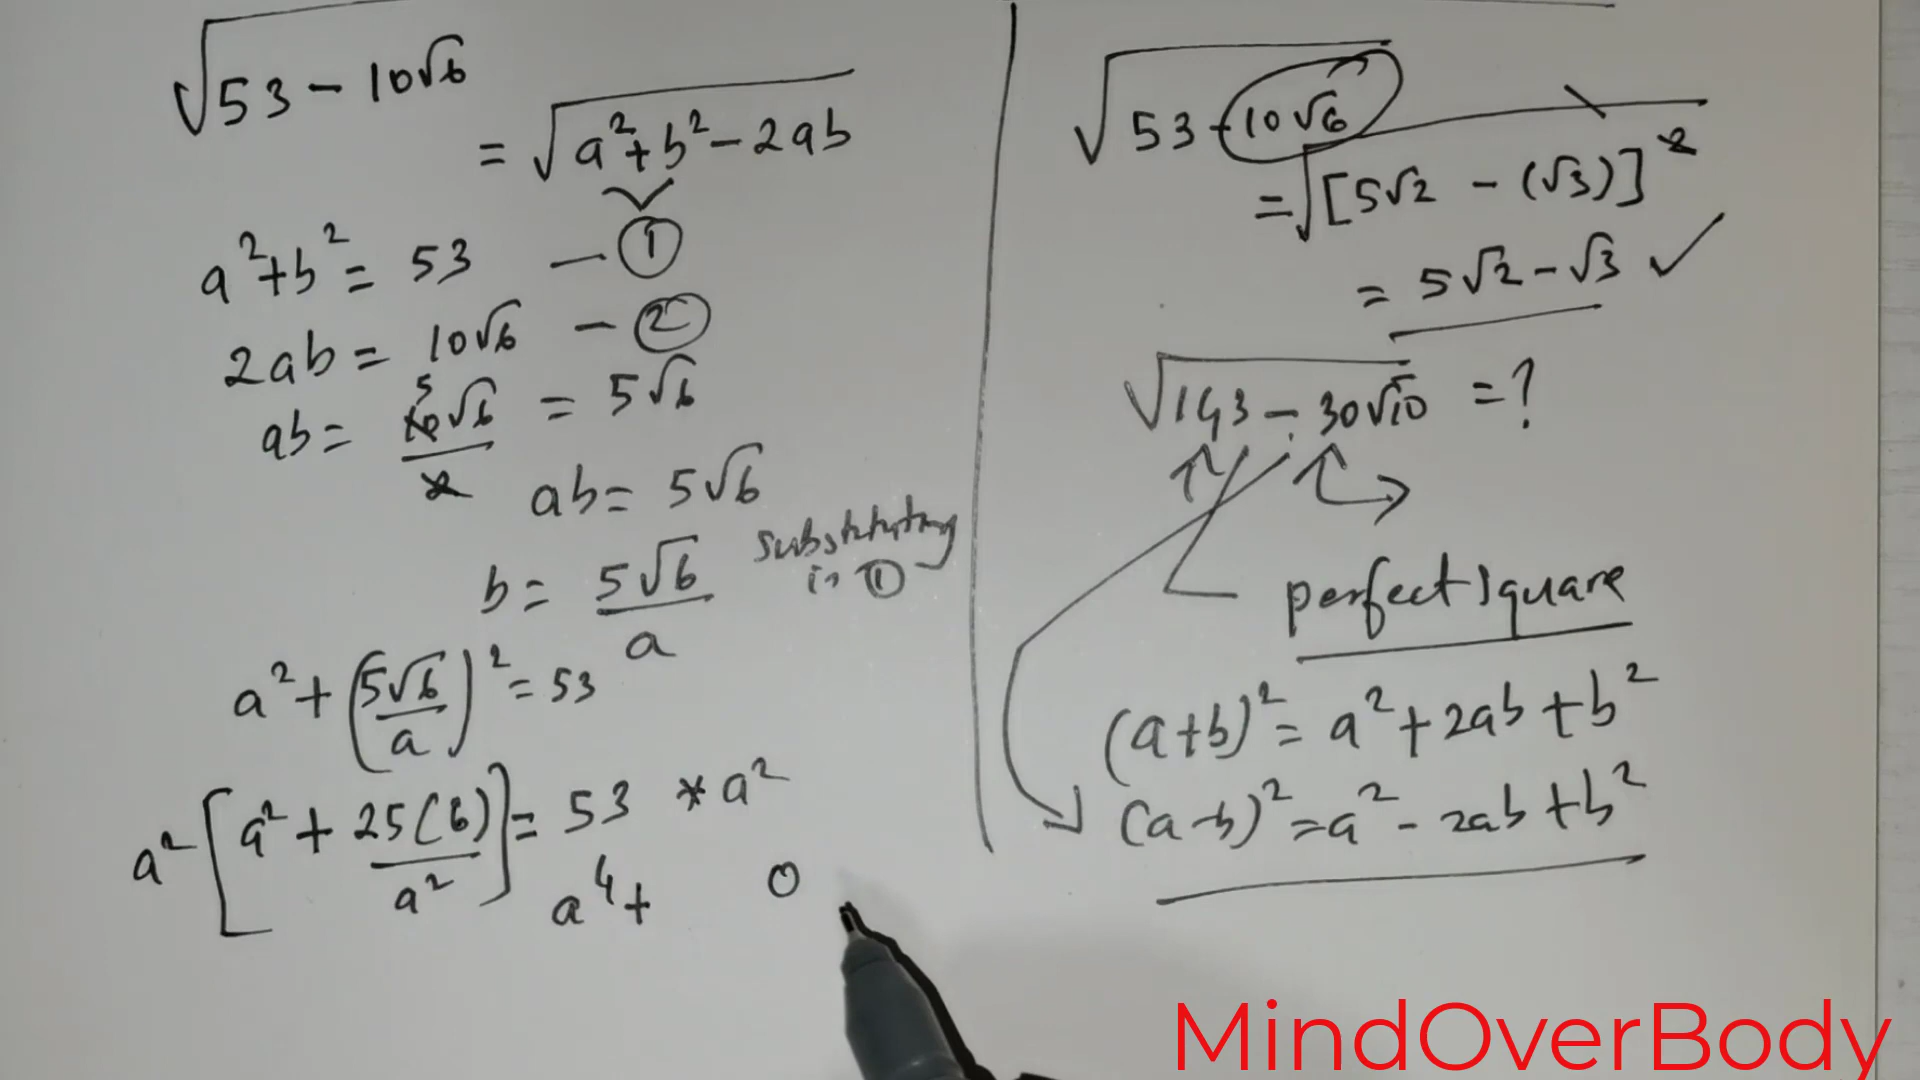 √53 - 10√6
= √a²+b²-2ab
a²+b² = 53 — ①
2ab = 10√6 — ②
ab = 10√6/2 5 = 5√6
ab = 5√6
b = 5√6/a substituting in ①
a² + (5√6/a)² = 53
a² [a² + 25(6)/a²] = 53 * a²
a⁴ + 0
√53 - 10√6
= √[5√2 - (√3)]²
= 5√2 - √3 ✓
√143 - 30√10 = ?
perfect square
(a+b)² = a² + 2ab + b²
(a-b)² = a² - 2ab + b²
MindOverBody